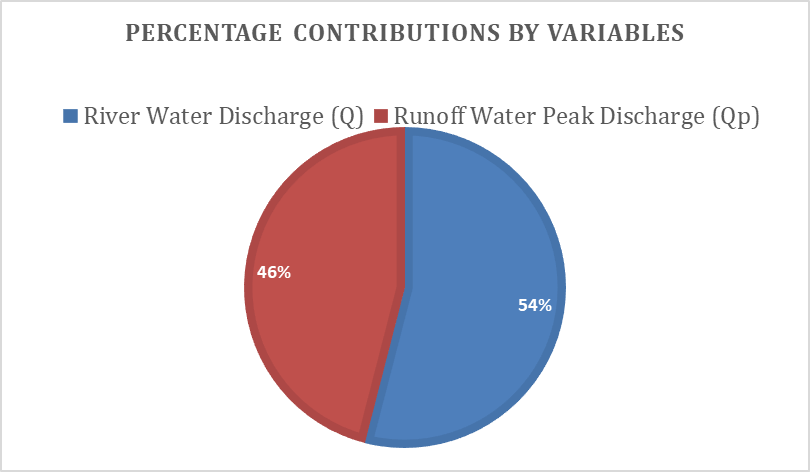 PERCENTAGE CONTRIBUTIONS BY VARIABLES
River Water Discharge (Q) Runoff Water Peak Discharge (Qp)
46%
54%